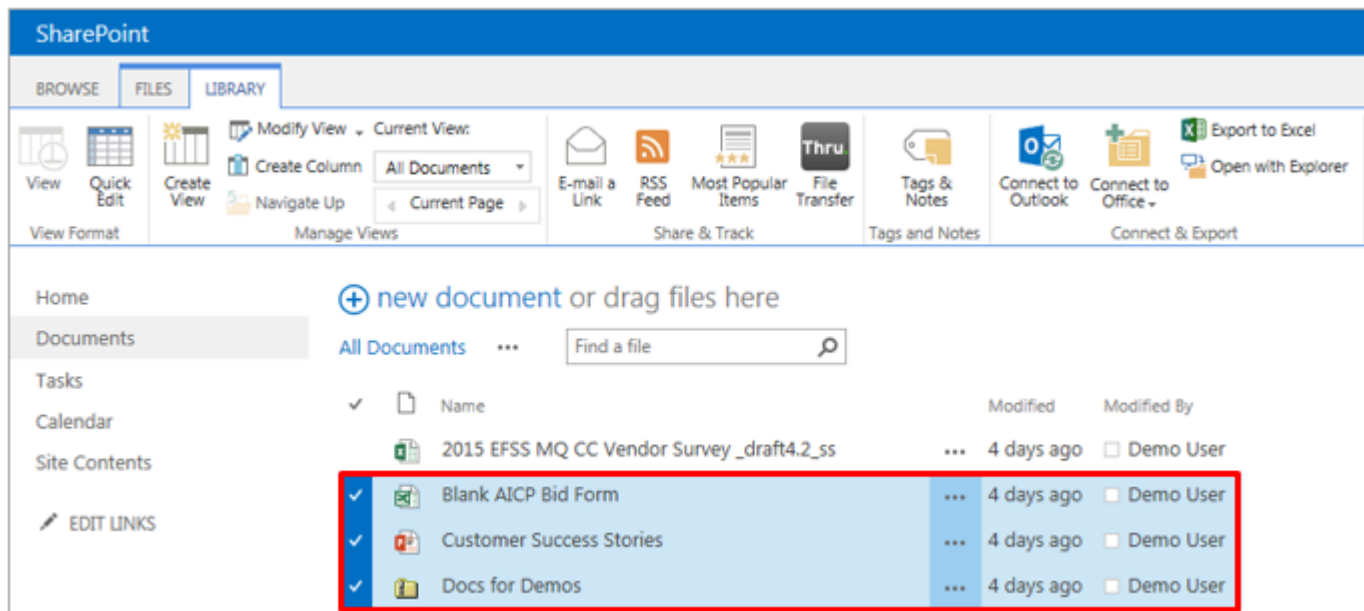 SharePoint
BROWSE FILES LIBRARY
View
Quick Edit
Create View
Modify View
Create Column
Navigate Up
Current View:
All Documents
Current Page
E-mail a Link
RSS Feed
Most Popular Items
Thru
File Transfer
Tags & Notes
Connect to Outlook
Connect to Office
Export to Excel
Open with Explorer
View Format
Manage Views
Share & Track
Tags and Notes
Connect & Export
Home
Documents
Tasks
Calendar
Site Contents
EDIT LINKS
new document or drag files here
All Documents ...
Find a file
Name Modified Modified By
2015 EFSS MQ CC Vendor Survey _draft4.2_ss ... 4 days ago Demo User
Blank AICP Bid Form ... 4 days ago Demo User
Customer Success Stories ... 4 days ago Demo User
Docs for Demos ... 4 days ago Demo User